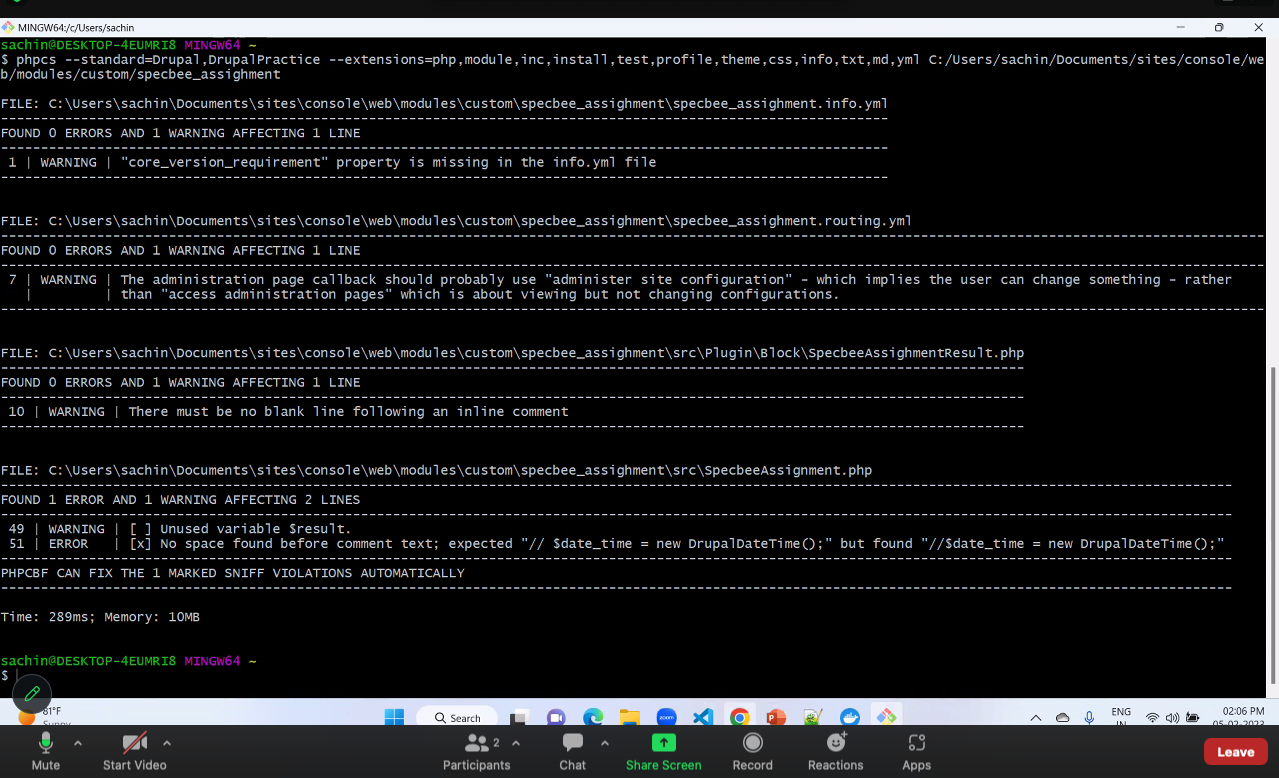 MINGW64:/c/Users/sachin
sachin@DESKTOP-4EUMRI8 MINGW64 ~
$ phpcs --standard=Drupal,DrupalPractice --extensions=php,module,inc,install,test,profile,theme,css,info,txt,md,yml C:/Users/sachin/Documents/sites/console/we
b/modules/custom/specbee_assighment
FILE: C:\Users\sachin\Documents\sites\console\web\modules\custom\specbee_assighment\specbee_assighment.info.yml
FOUND 0 ERRORS AND 1 WARNING AFFECTING 1 LINE
1 | WARNING | "core_version_requirement" property is missing in the info.yml file
FILE: C:\Users\sachin\Documents\sites\console\web\modules\custom\specbee_assighment\specbee_assighment.routing.yml
FOUND 0 ERRORS AND 1 WARNING AFFECTING 1 LINE
7 | WARNING | The administration page callback should probably use "administer site configuration" - which implies the user can change something - rather
| | than "access administration pages" which is about viewing but not changing configurations.
FILE: C:\Users\sachin\Documents\sites\console\web\modules\custom\specbee_assighment\src\Plugin\Block\SpecbeeAssighmentResult.php
FOUND 0 ERRORS AND 1 WARNING AFFECTING 1 LINE
10 | WARNING | There must be no blank line following an inline comment
FILE: C:\Users\sachin\Documents\sites\console\web\modules\custom\specbee_assighment\src\SpecbeeAssignment.php
FOUND 1 ERROR AND 1 WARNING AFFECTING 2 LINES
49 | WARNING | [ ] Unused variable $result.
51 | ERROR | [x] No space found before comment text; expected "// $date_time = new DrupalDateTime();" but found "//$date_time = new DrupalDateTime();"
PHPCBF CAN FIX THE 1 MARKED SNIFF VIOLATIONS AUTOMATICALLY
Time: 289ms; Memory: 10MB
sachin@DESKTOP-4EUMRI8 MINGW64 ~
$
81°F
Sunny
Search
zoom
ENG
IN
02:06 PM
05-02-2023
Mute
Start Video
2
Participants
Chat
Share Screen
Record
Reactions
Apps
Leave